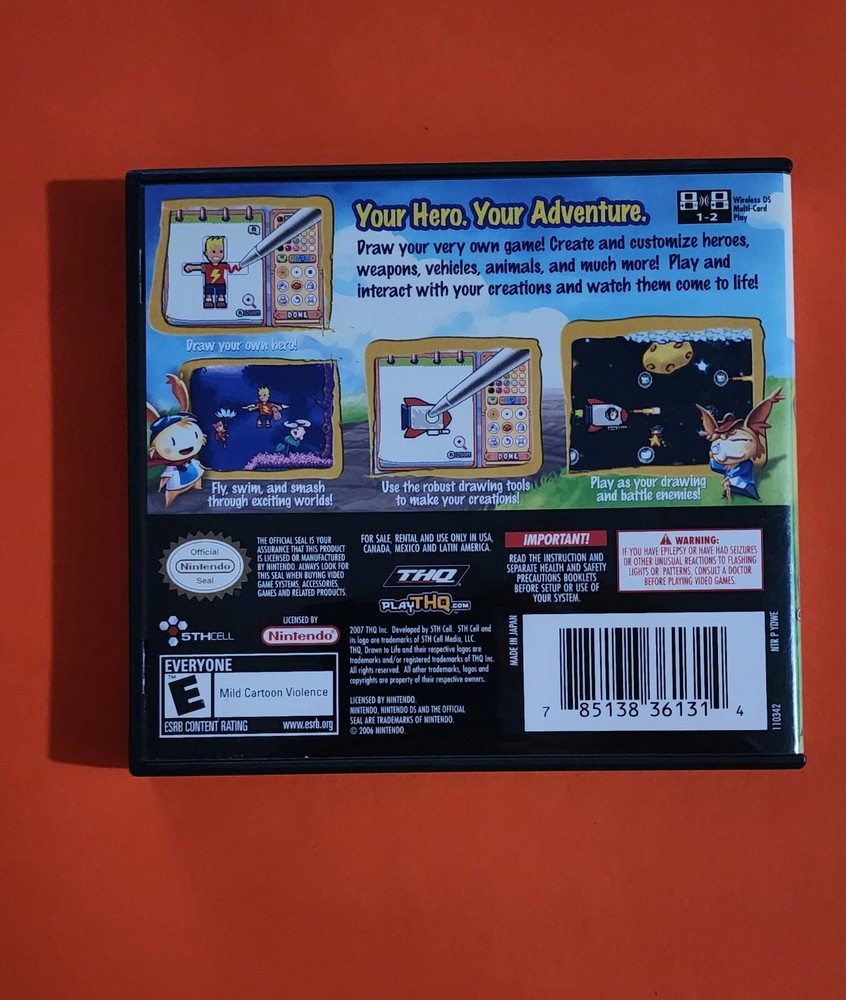 Your Hero. Your Adventure.
1-2
Wireless DS
Multi-Card
Play
Draw your very own game! Create and customize heroes,
weapons, vehicles, animals, and much more! Play and
interact with your creations and watch them come to life!
DONE
Draw your own hero!
DONE
Fly, swim, and smash
through exciting worlds!
Use the robust drawing tools
to make your creations!
Play as your drawing
and battle enemies!
Official
Nintendo
Seal
THE OFFICIAL SEAL IS YOUR
ASSURANCE THAT THIS PRODUCT
IS LICENSED OR MANUFACTURED
BY NINTENDO. ALWAYS LOOK FOR
THIS SEAL WHEN BUYING VIDEO
GAME SYSTEMS, ACCESSORIES,
GAMES AND RELATED PRODUCTS.
FOR SALE, RENTAL AND USE ONLY IN USA,
CANADA, MEXICO AND LATIN AMERICA.
THQ
PLAYTHQ.COM
IMPORTANT!
READ THE INSTRUCTION AND
SEPARATE HEALTH AND SAFETY
PRECAUTIONS BOOKLETS
BEFORE SETUP OR USE OF
YOUR SYSTEM.
WARNING:
IF YOU HAVE EPILEPSY OR HAVE HAD SEIZURES
OR OTHER UNUSUAL REACTIONS TO FLASHING
LIGHTS OR PATTERNS, CONSULT A DOCTOR
BEFORE PLAYING VIDEO GAMES.
5TH CELL
LICENSED BY
Nintendo
2007 THQ Inc. Developed by 5TH Cell. 5TH Cell and
its logo are trademarks of 5TH Cell Media, LLC.
THQ, Drawn to Life and their respective logos are
trademarks and/or registered trademarks of THQ Inc.
All rights reserved. All other trademarks, logos and
copyrights are property of their respective owners.
LICENSED BY NINTENDO.
NINTENDO, NINTENDO DS AND THE OFFICIAL
SEAL ARE TRADEMARKS OF NINTENDO.
© 2006 NINTENDO.
EVERYONE
E
TM
Mild Cartoon Violence
ESRB CONTENT RATING
www.esrb.org
MADE IN JAPAN
7 85138 36131 4
NTR P YDWE
110342